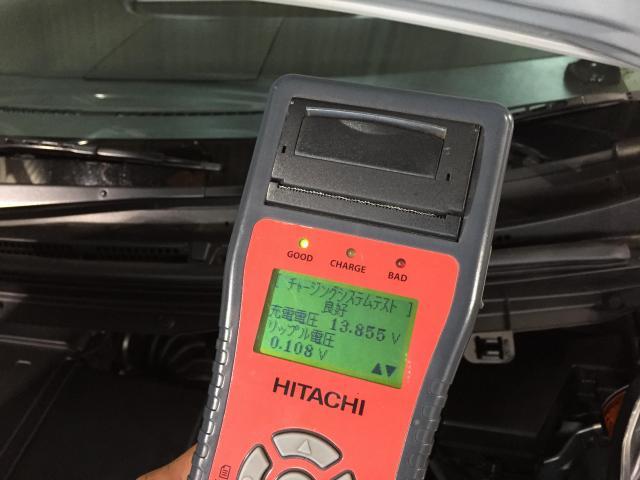 GOOD
CHARGE
BAD
[ チャージングシステムテスト ]
良好
充電電圧 13.855 V
リップル電圧
0.108 V
▲▼
HITACHI